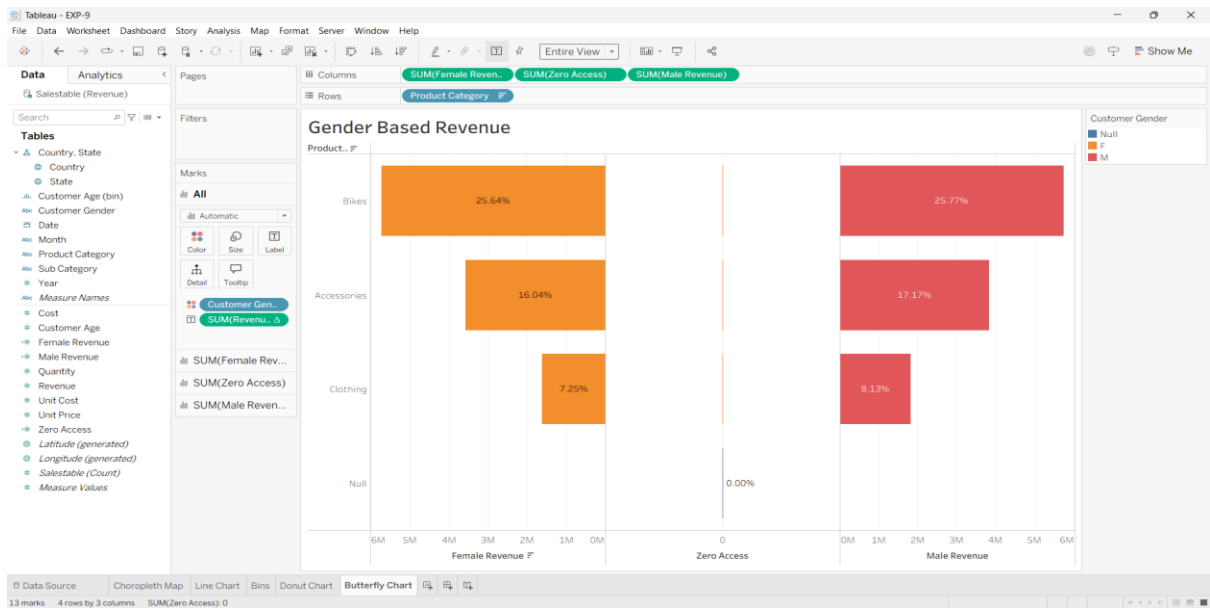 Tableau - EXP-9
File Data Worksheet Dashboard Story Analysis Map Format Server Window Help
Entire View
Show Me
Data Analytics
Salestable (Revenue)
Search
Tables
Country, State
Country
State
Customer Age (bin)
Abc Customer Gender
Date
Abc Month
Abc Product Category
Abc Sub Category
# Year
Abc Measure Names
# Cost
# Customer Age
Female Revenue
Male Revenue
# Quantity
# Revenue
# Unit Cost
# Unit Price
Zero Access
Latitude (generated)
Longitude (generated)
# Salestable (Count)
# Measure Values
Pages
Filters
Marks
All
Automatic
Color Size Label
Detail Tooltip
Customer Gen..
SUM(Revenu.. Δ
SUM(Female Rev...
SUM(Zero Access)
SUM(Male Reven...
Columns SUM(Female Reven.. SUM(Zero Access) SUM(Male Revenue)
Rows Product Category
Gender Based Revenue
Product..
Bikes 25.64% 25.77%
Accessories 16.04% 17.17%
Clothing 7.25% 8.13%
Null 0.00%
6M 5M 4M 3M 2M 1M 0M 0 0M 1M 2M 3M 4M 5M 6M
Female Revenue Zero Access Male Revenue
Customer Gender
Null
F
M
Data Source Choropleth Map Line Chart Bins Donut Chart Butterfly Chart
13 marks 4 rows by 3 columns SUM(Zero Access): 0